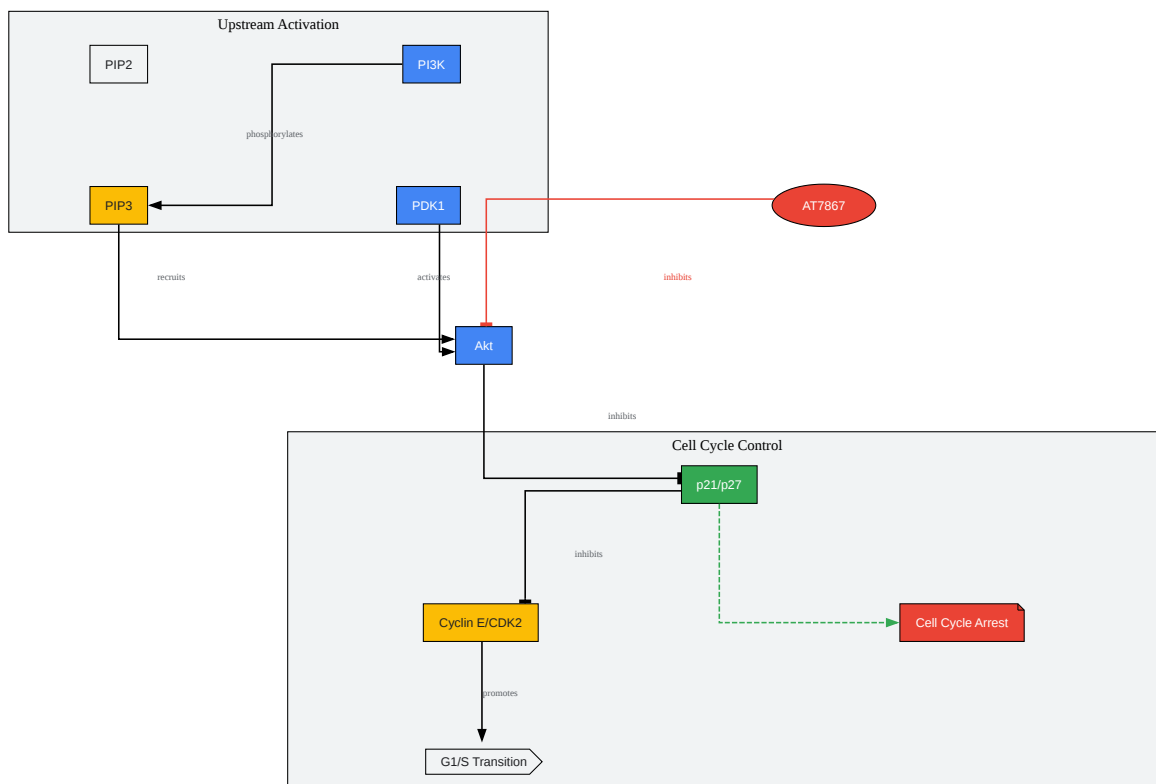 Upstream Activation
PIP2
PI3K
phosphorylates
PIP3
PDK1
AT7867
recruits
activates
inhibits
Akt
inhibits
Cell Cycle Control
p21/p27
inhibits
Cyclin E/CDK2
Cell Cycle Arrest
promotes
G1/S Transition